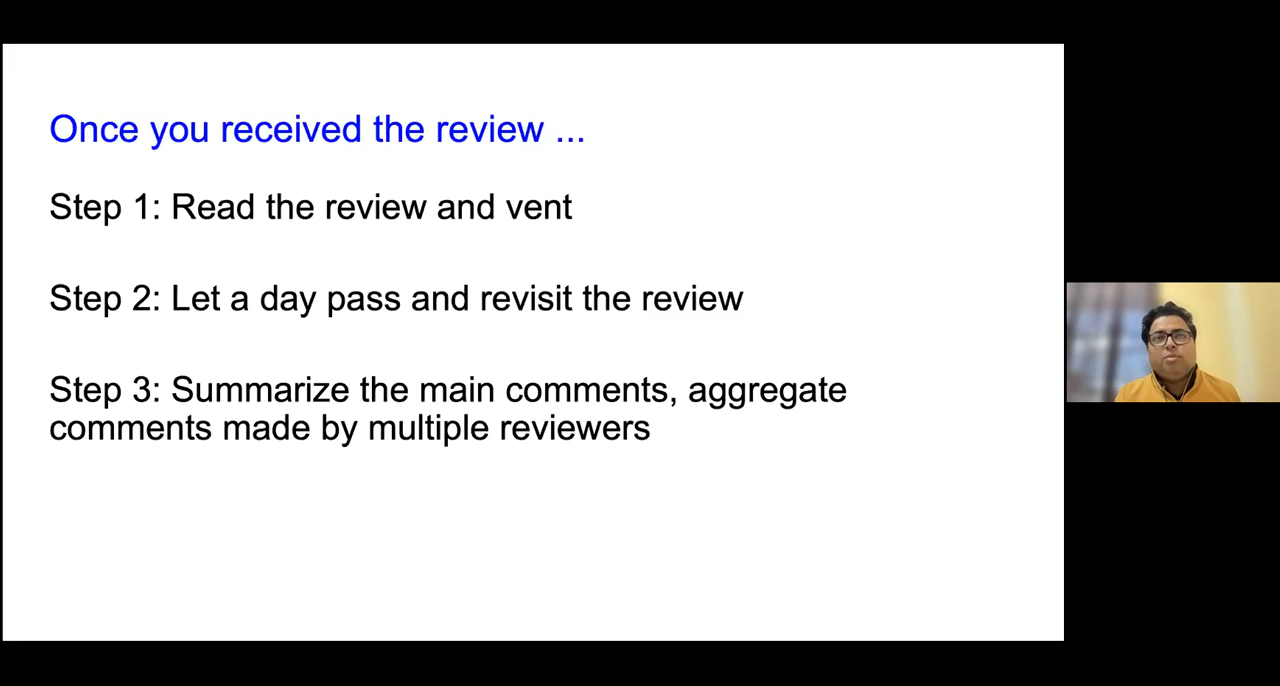 Once you received the review ...
Step 1: Read the review and vent
Step 2: Let a day pass and revisit the review
Step 3: Summarize the main comments, aggregate
comments made by multiple reviewers